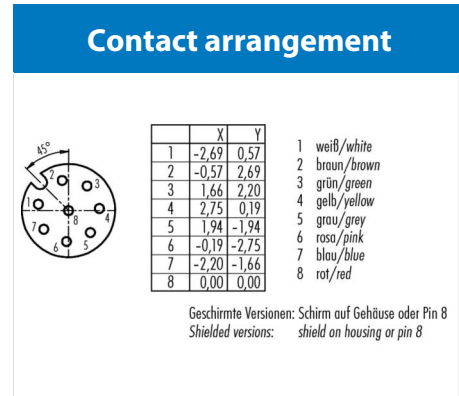 Contact arrangement
45°
2
3
1
4
8
7
6
5
X Y
1 -2,69 0,57
2 -0,57 2,69
3 1,66 2,20
4 2,75 0,19
5 1,94 -1,94
6 -0,19 -2,75
7 -2,20 -1,66
8 0,00 0,00
1 weiß/white
2 braun/brown
3 grün/green
4 gelb/yellow
5 grau/grey
6 rosa/pink
7 blau/blue
8 rot/red
Geschirmte Versionen: Schirm auf Gehäuse oder Pin 8
Shielded versions: shield on housing or pin 8